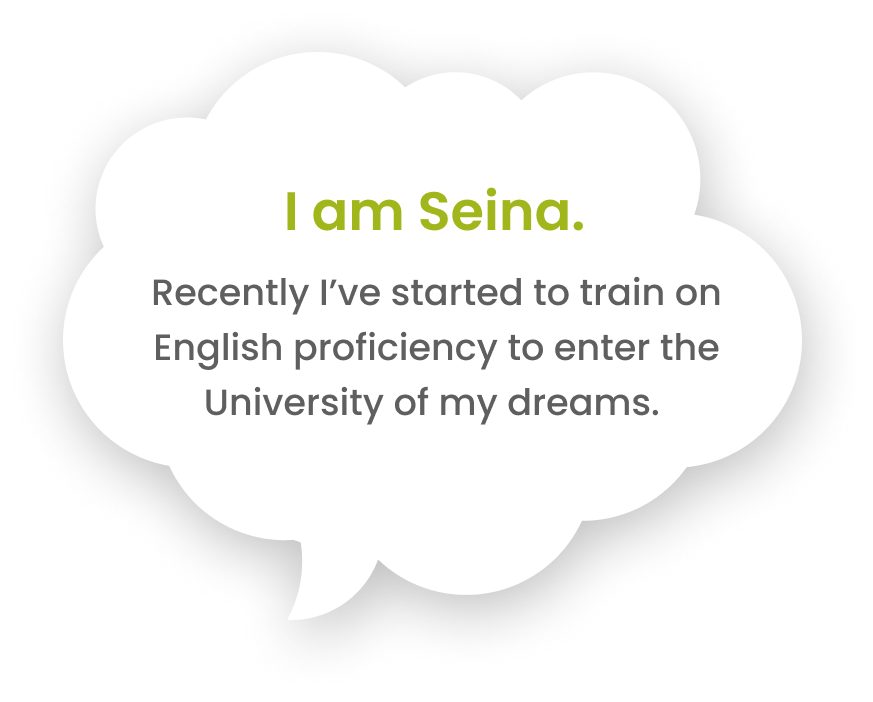 I am Seina.
Recently I’ve started to train on
English proficiency to enter the
University of my dreams.